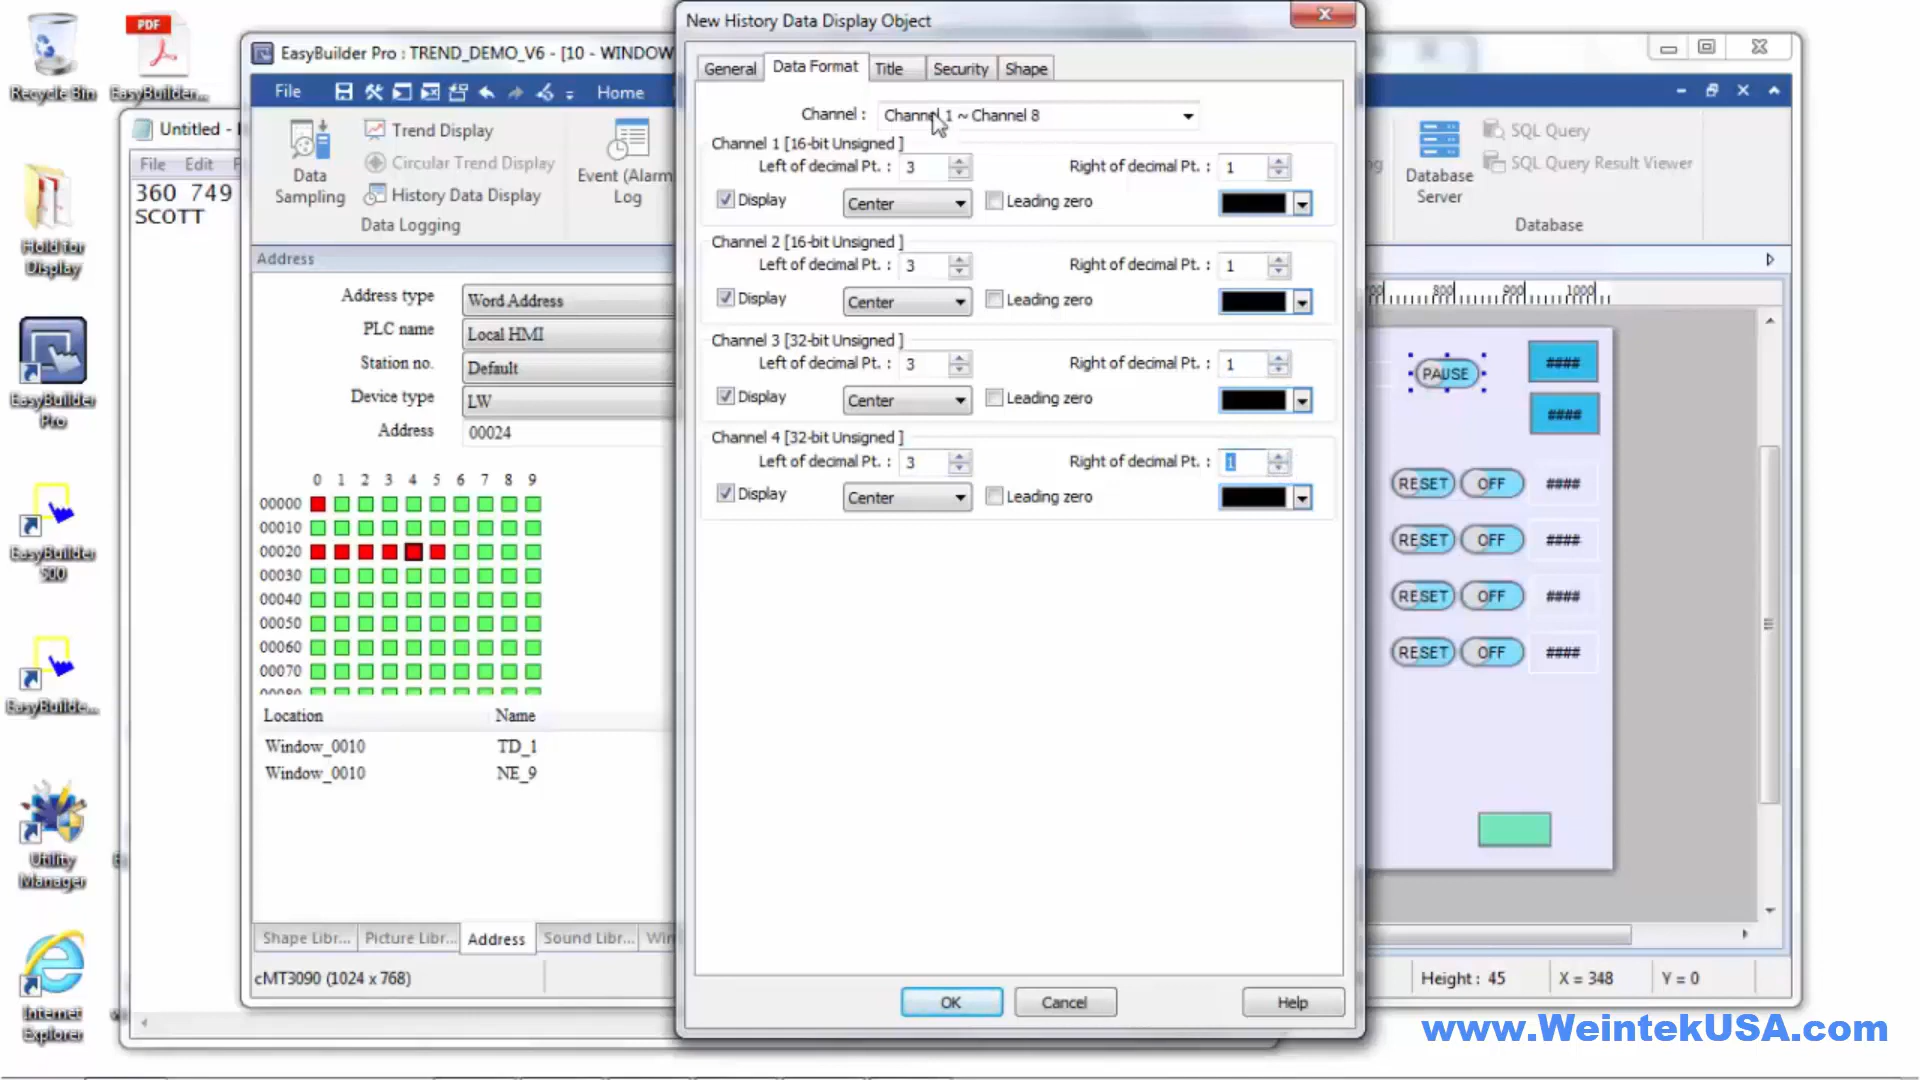 Recycle Bin
PDF
EasyBuilder...
Hold for
Display
EasyBuilder
Pro
EasyBuilder
500
EasyBuilde...
Utility
Manager
Internet
Explorer
Untitled -
File Edit
360 749
SCOTT
EasyBuilder Pro : TREND_DEMO_V6 - [10 - WINDOW
File
Home
Data
Sampling
Trend Display
Circular Trend Display
History Data Display
Data Logging
Event (Alarm
Log
Address
Address type
Word Address
PLC name
Local HMI
Station no.
Default
Device type
LW
Address
00024
0 1 2 3 4 5 6 7 8 9
00000
00010
00020
00030
00040
00050
00060
00070
00080
Location Name
Window_0010 TD_1
Window_0010 NE_9
Shape Libr... Picture Libr... Address Sound Libr... Win
cMT3090 (1024 x 768)
New History Data Display Object
General Data Format Title Security Shape
Channel : Channel 1 ~ Channel 8
Channel 1 [16-bit Unsigned ]
Left of decimal Pt. : 3 Right of decimal Pt. : 1
Display Center Leading zero
Channel 2 [16-bit Unsigned ]
Left of decimal Pt. : 3 Right of decimal Pt. : 1
Display Center Leading zero
Channel 3 [32-bit Unsigned ]
Left of decimal Pt. : 3 Right of decimal Pt. : 1
Display Center Leading zero
Channel 4 [32-bit Unsigned ]
Left of decimal Pt. : 3 Right of decimal Pt. : 1
Display Center Leading zero
OK Cancel Help
Database
Server
SQL Query
SQL Query Result Viewer
Database
800 900 1000
PAUSE ####
####
RESET OFF ####
RESET OFF ####
RESET OFF ####
RESET OFF ####
Height : 45 X = 348 Y = 0
www.WeintekUSA.com